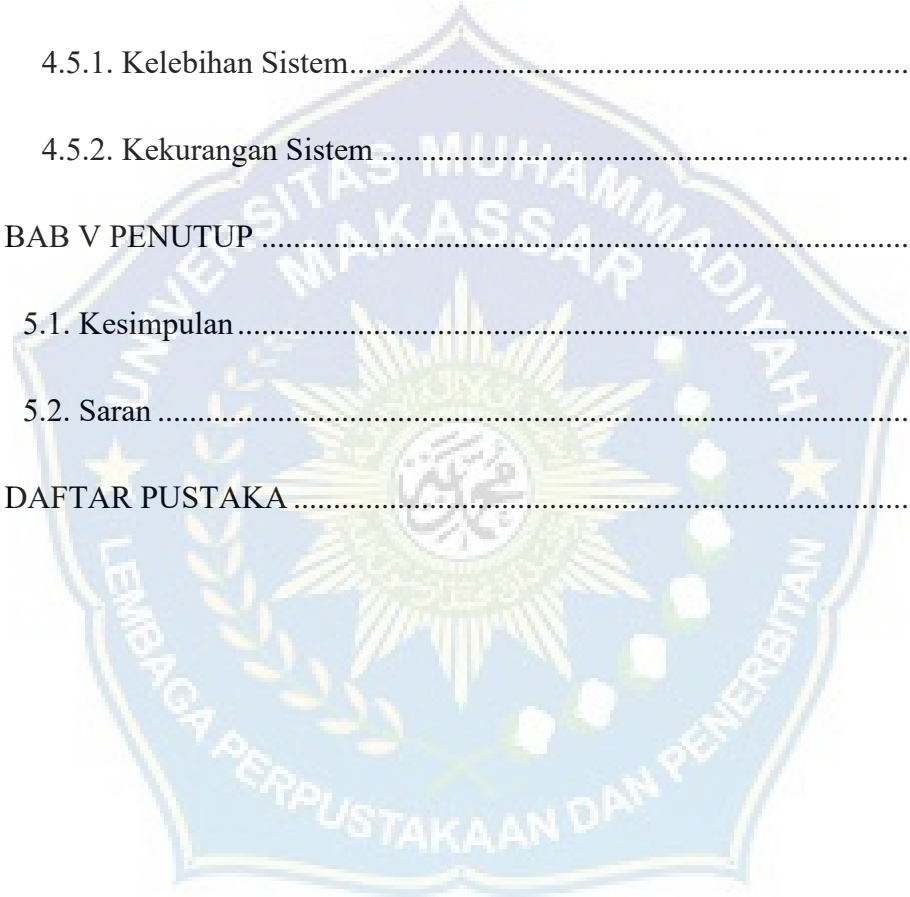 4.5.1. Kelebihan Sistem..........................................................................
4.5.2. Kekurangan Sistem ......................................................................
BAB V PENUTUP ....................................................................................
5.1. Kesimpulan.......................................................................................
5.2. Saran .................................................................................................
DAFTAR PUSTAKA ................................................................................
UNIVERSITAS MUHAMMADIYAH
MAKASSAR
LEMBAGA PERPUSTAKAAN DAN PENERBITAN